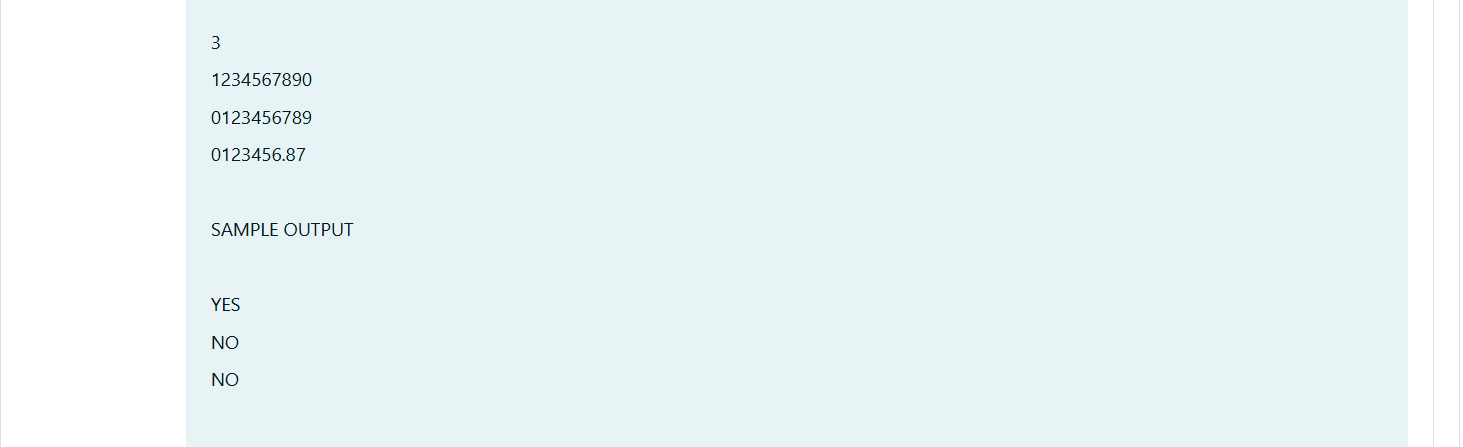 3
1234567890
0123456789
0123456.87
SAMPLE OUTPUT
YES
NO
NO